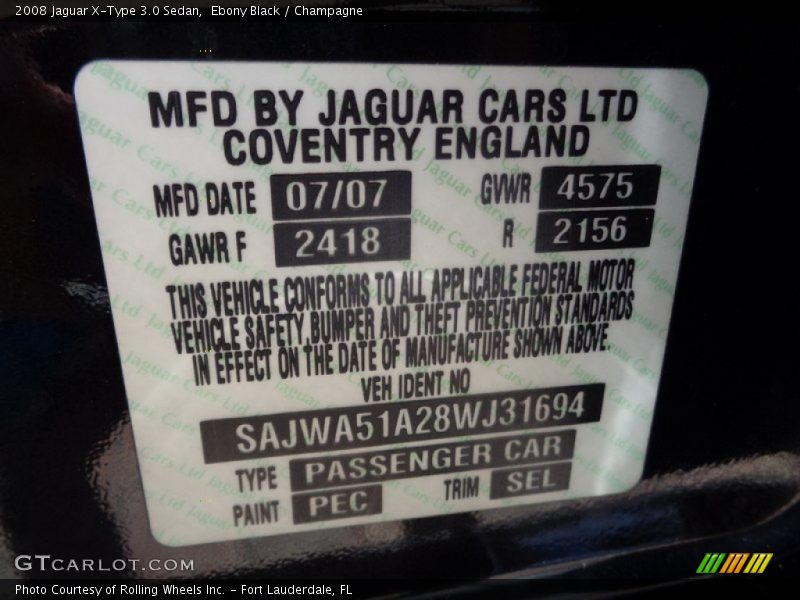 2008 Jaguar X-Type 3.0 Sedan, Ebony Black / Champagne
MFD BY JAGUAR CARS LTD
COVENTRY ENGLAND
MFD DATE 07/07 GVWR 4575
GAWR F 2418 R 2156
THIS VEHICLE CONFORMS TO ALL APPLICABLE FEDERAL MOTOR
VEHICLE SAFETY, BUMPER AND THEFT PREVENTION STANDARDS
IN EFFECT ON THE DATE OF MANUFACTURE SHOWN ABOVE.
VEH IDENT NO
SAJWA51A28WJ31694
TYPE PASSENGER CAR
PAINT PEC TRIM SEL
GTCARLOT.COM
Photo Courtesy of Rolling Wheels Inc. - Fort Lauderdale, FL